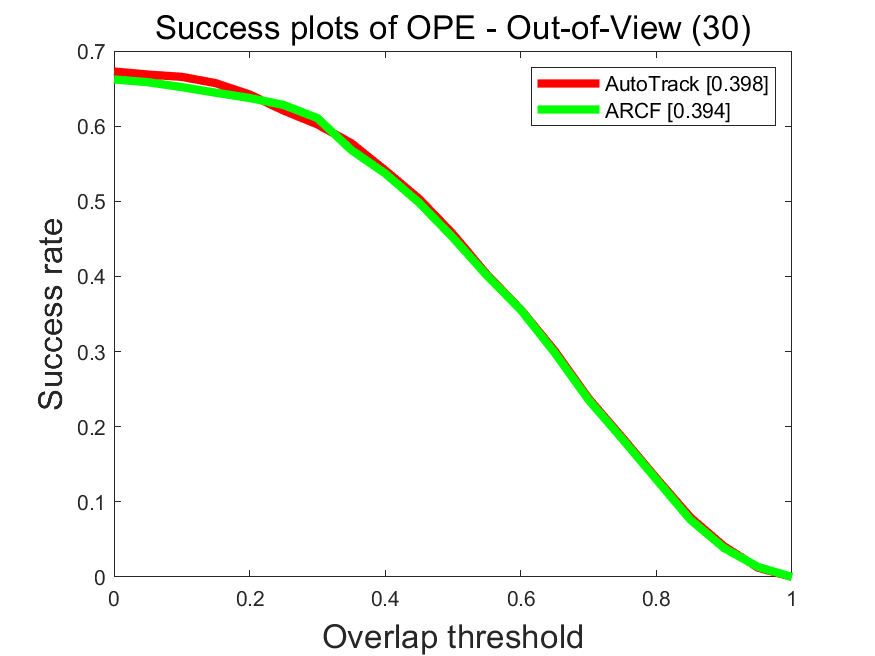 Success plots of OPE - Out-of-View (30)
AutoTrack [0.398]
ARCF [0.394]
Success rate
0.7
0.6
0.5
0.4
0.3
0.2
0.1
0
0 0.2 0.4 0.6 0.8 1
Overlap threshold